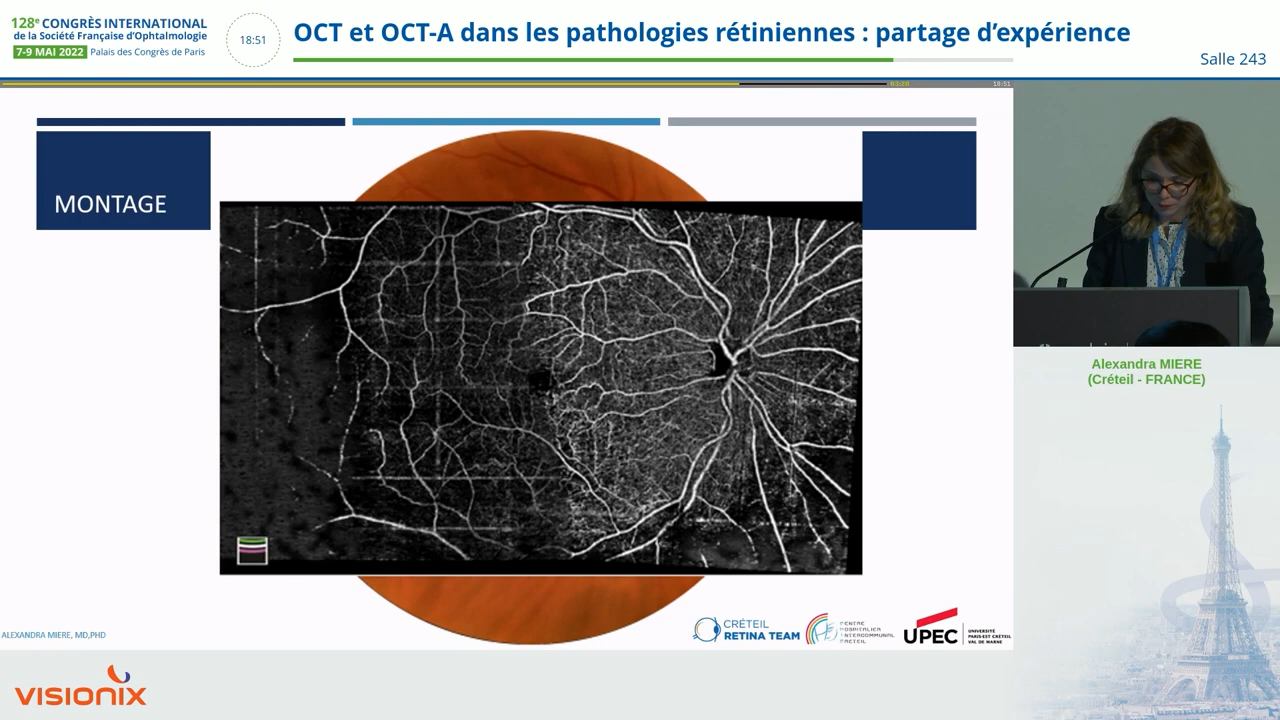 128e CONGRÈS INTERNATIONAL
de la Société Française d'Ophtalmologie
7-9 MAI 2022 Palais des Congrès de Paris
18:51
OCT et OCT-A dans les pathologies rétiniennes : partage d'expérience
Salle 243
18:51
MONTAGE
Alexandra MIERE
(Créteil - FRANCE)
ALEXANDRA MIERE, MD,PHD
CRÉTEIL
RETINA TEAM
CENTRE
HOSPITALIER
INTERCOMMUNAL
CRÉTEIL
UPEC
UNIVERSITÉ
PARIS-EST CRÉTEIL
VAL DE MARNE
VISIONIX